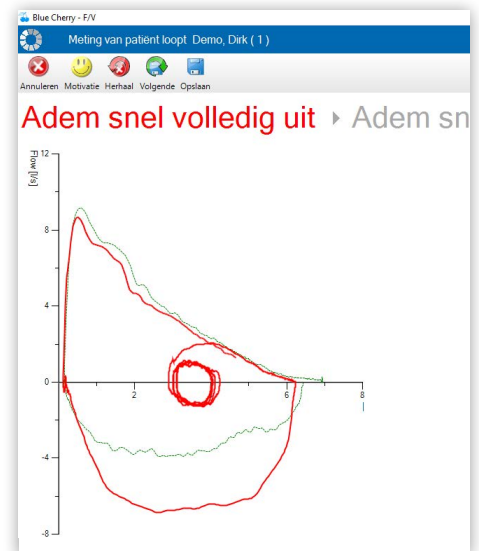 Blue Cherry - F/V
Meting van patiënt loopt Demo, Dirk ( 1 )
Annuleren Motivatie Herhaal Volgende Opslaan
Adem snel volledig uit ▸ Adem sn
Flow [l/s]
12
8
4
0
2
6
8
-4
-8